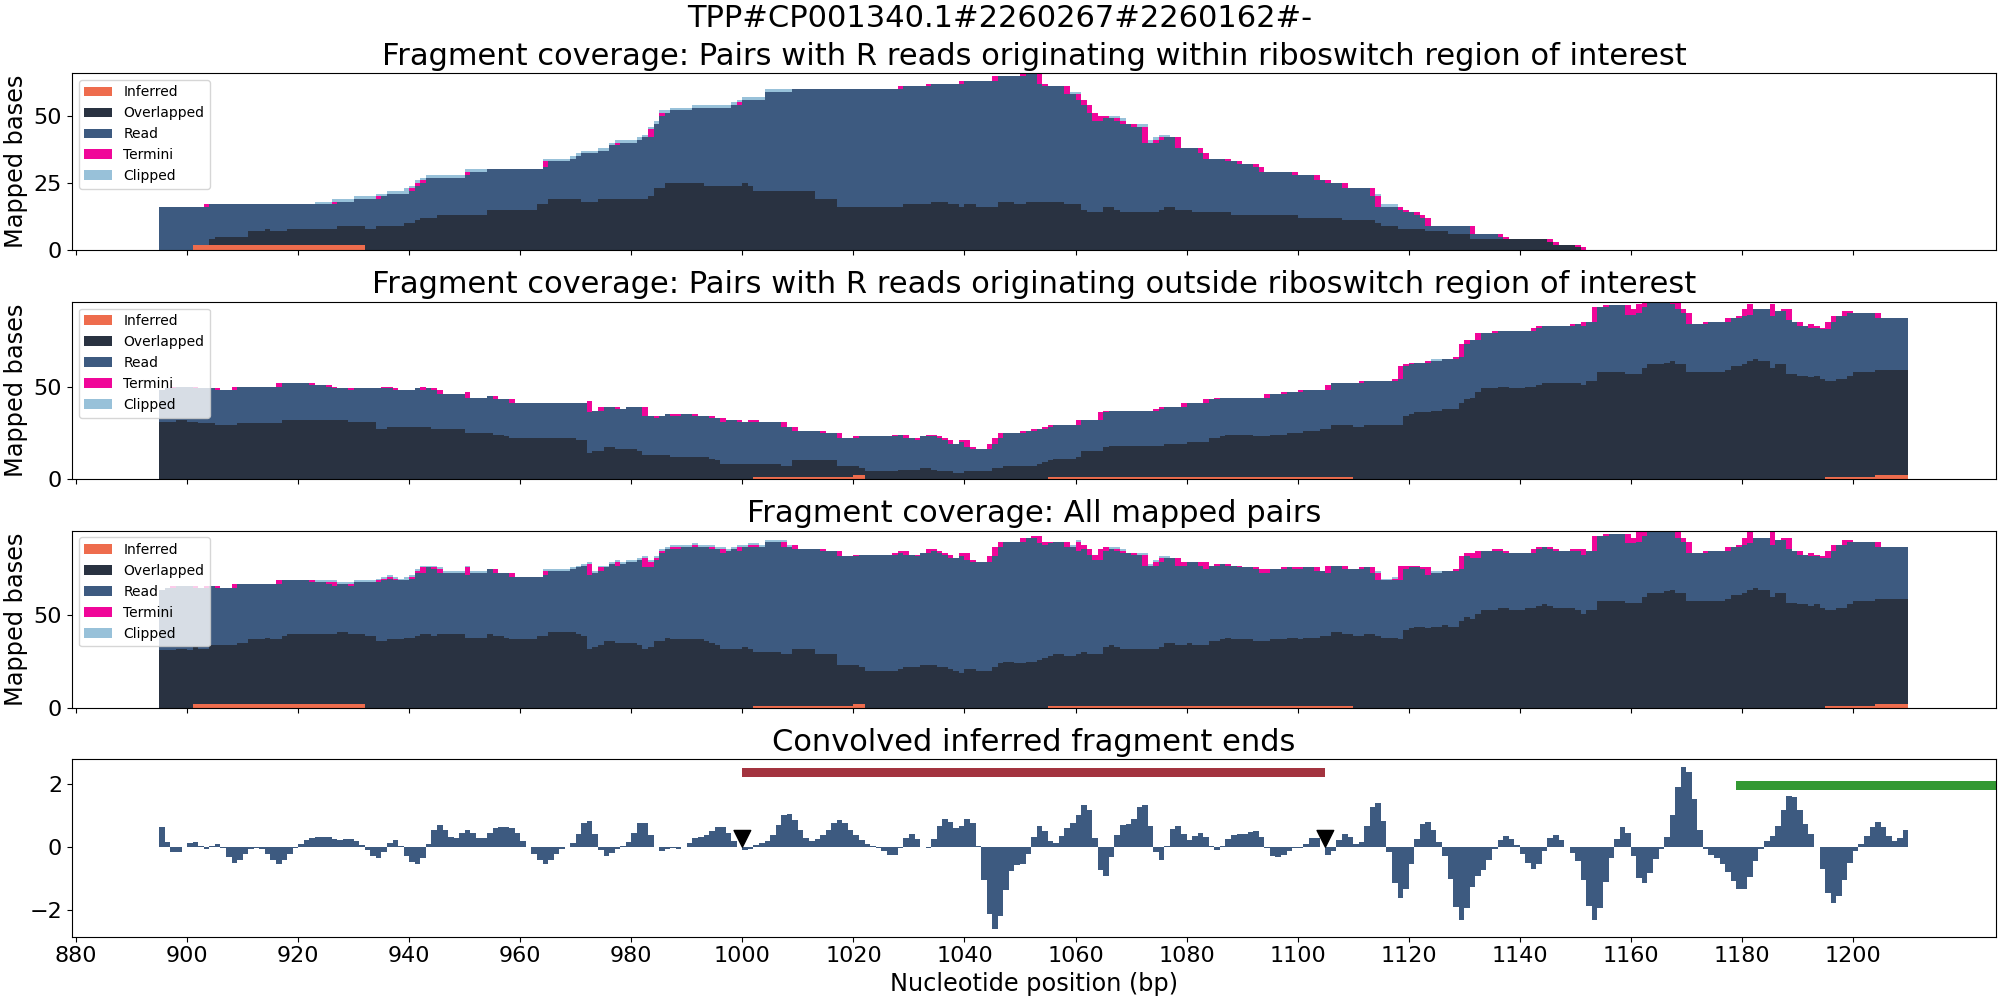 TPP#CP001340.1#2260267#2260162#-
Fragment coverage: Pairs with R reads originating within riboswitch region of interest
Mapped bases
50
25
0
Inferred
Overlapped
Read
Termini
Clipped
Fragment coverage: Pairs with R reads originating outside riboswitch region of interest
Mapped bases
50
0
Inferred
Overlapped
Read
Termini
Clipped
Fragment coverage: All mapped pairs
Mapped bases
50
0
Inferred
Overlapped
Read
Termini
Clipped
Convolved inferred fragment ends
2
0
−2
880 900 920 940 960 980 1000 1020 1040 1060 1080 1100 1120 1140 1160 1180 1200
Nucleotide position (bp)